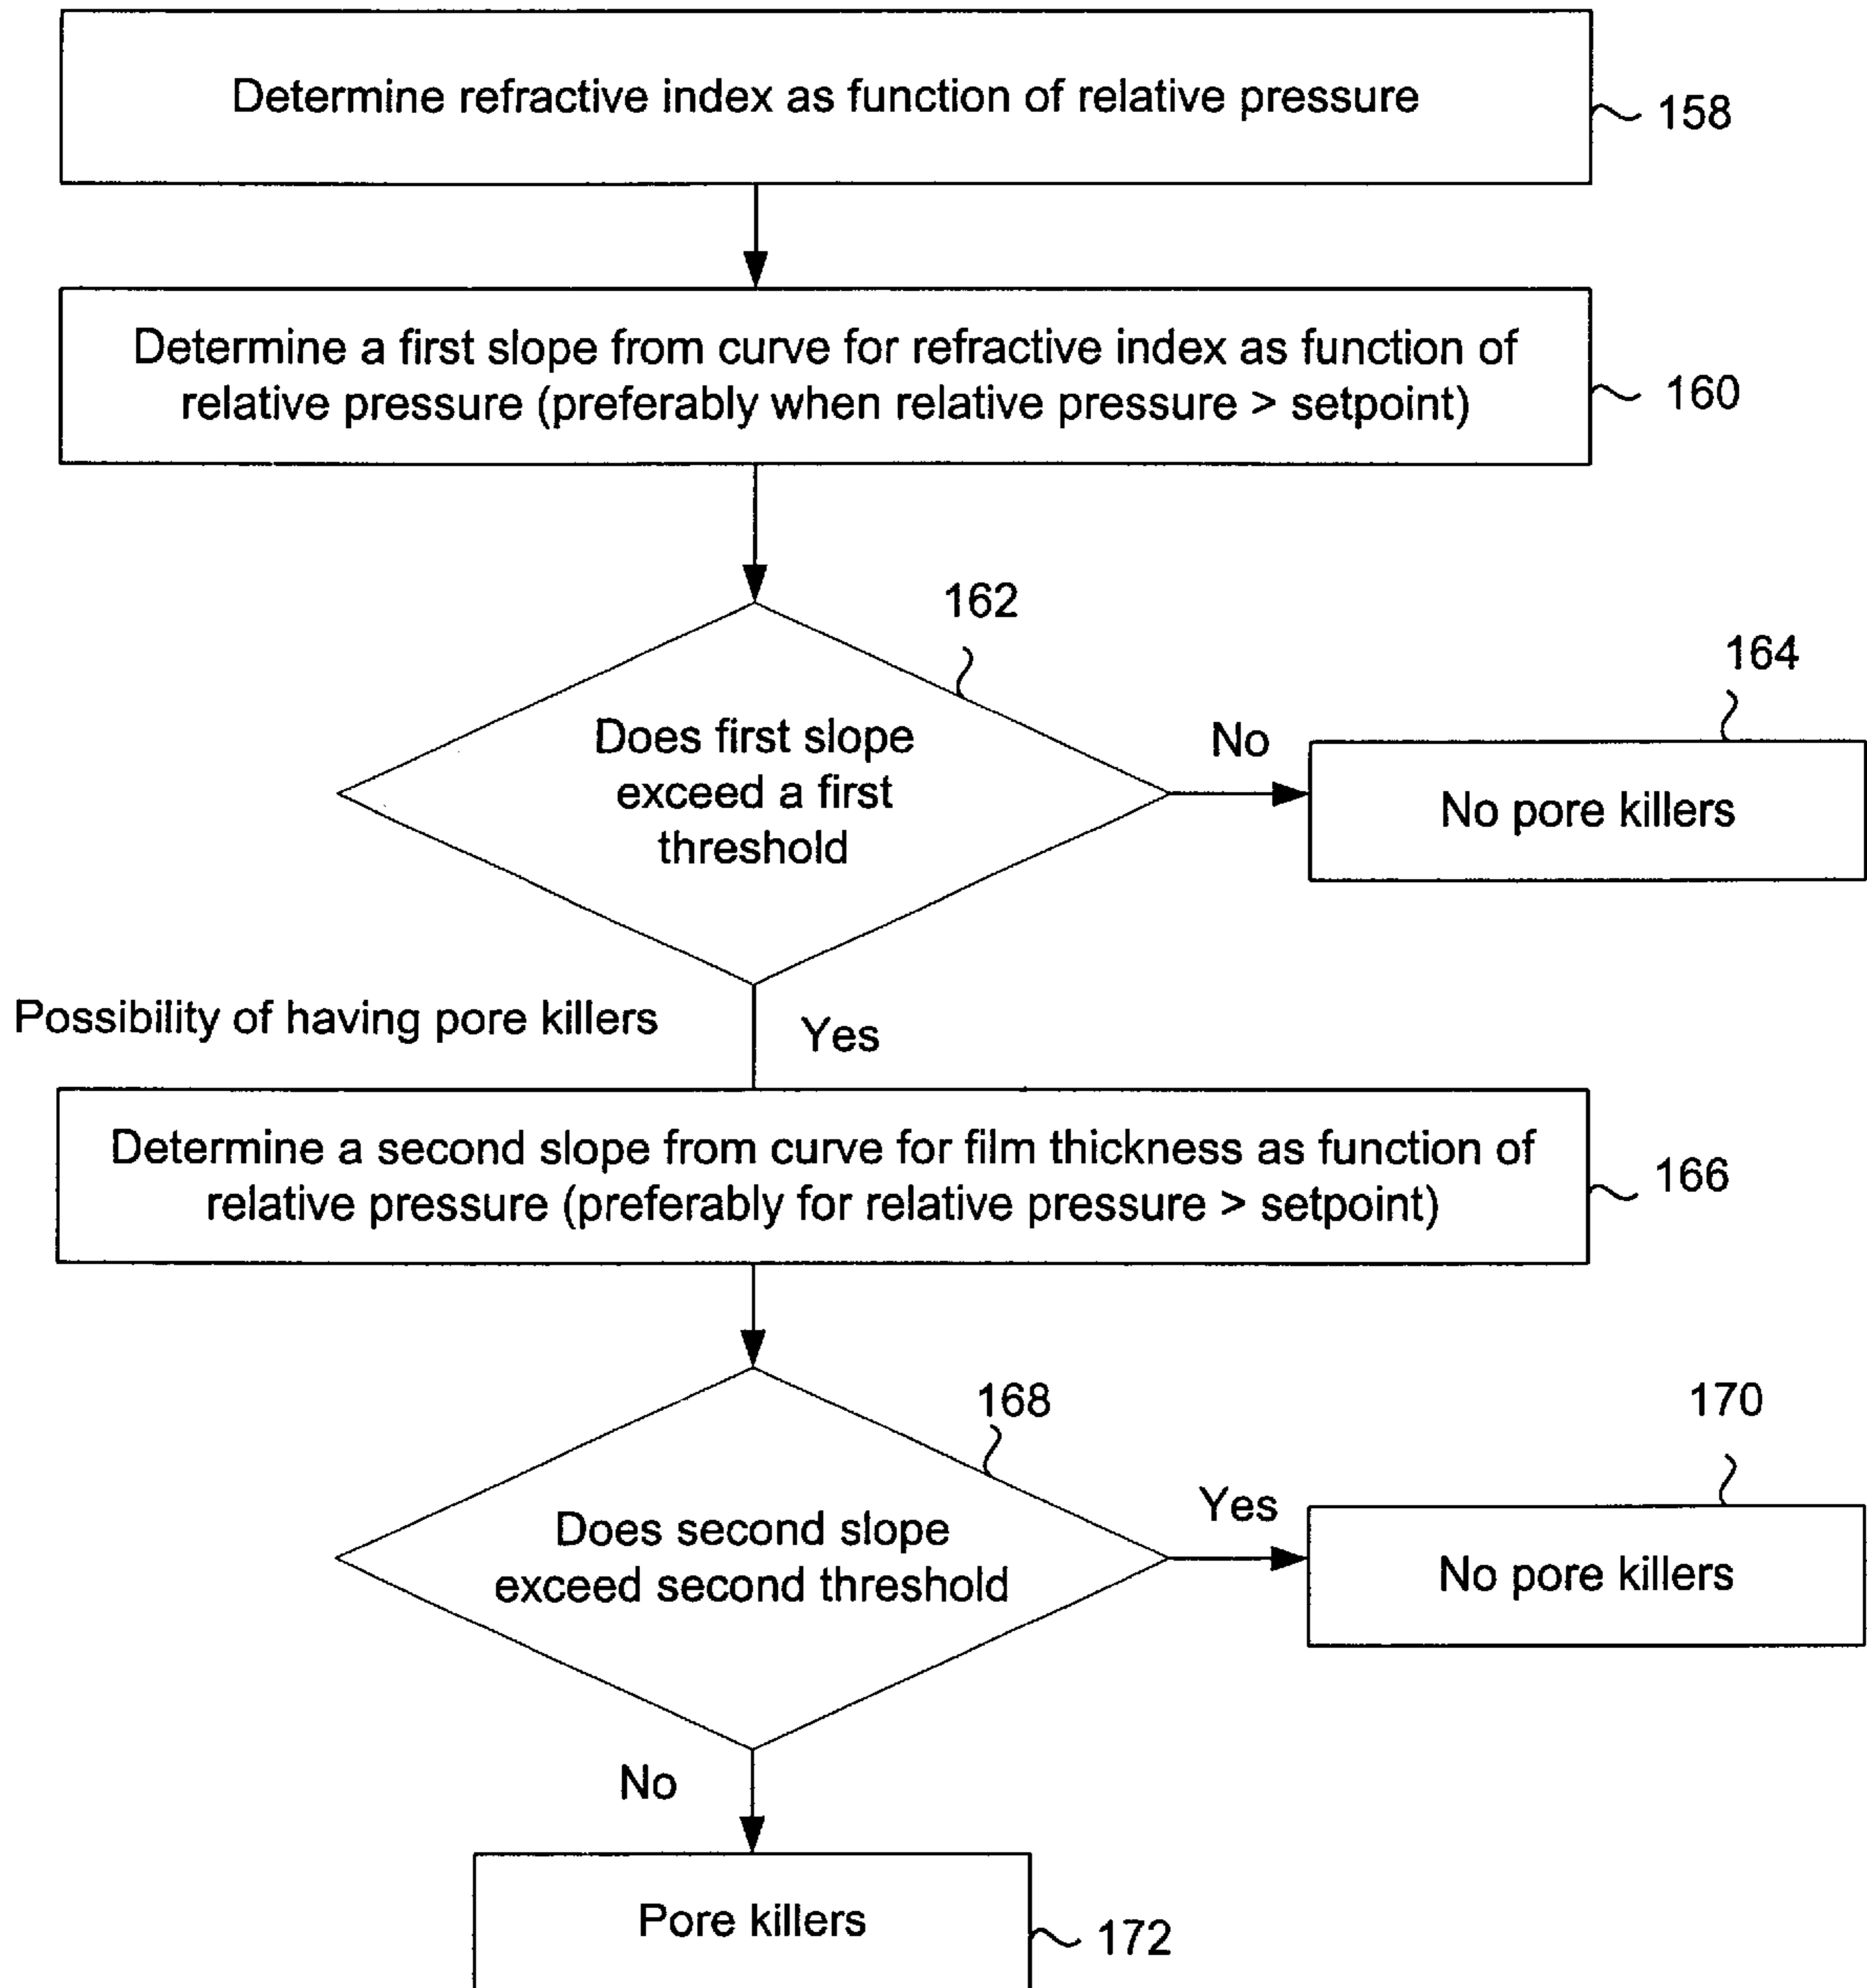 Determine refractive index as function of relative pressure
158
Determine a first slope from curve for refractive index as function of
relative pressure (preferably when relative pressure > setpoint)
160
162
Does first slope
exceed a first
threshold
No
164
No pore killers
Possibility of having pore killers
Yes
Determine a second slope from curve for film thickness as function of
relative pressure (preferably for relative pressure > setpoint)
166
168
Does second slope
exceed second threshold
Yes
170
No pore killers
No
Pore killers
172